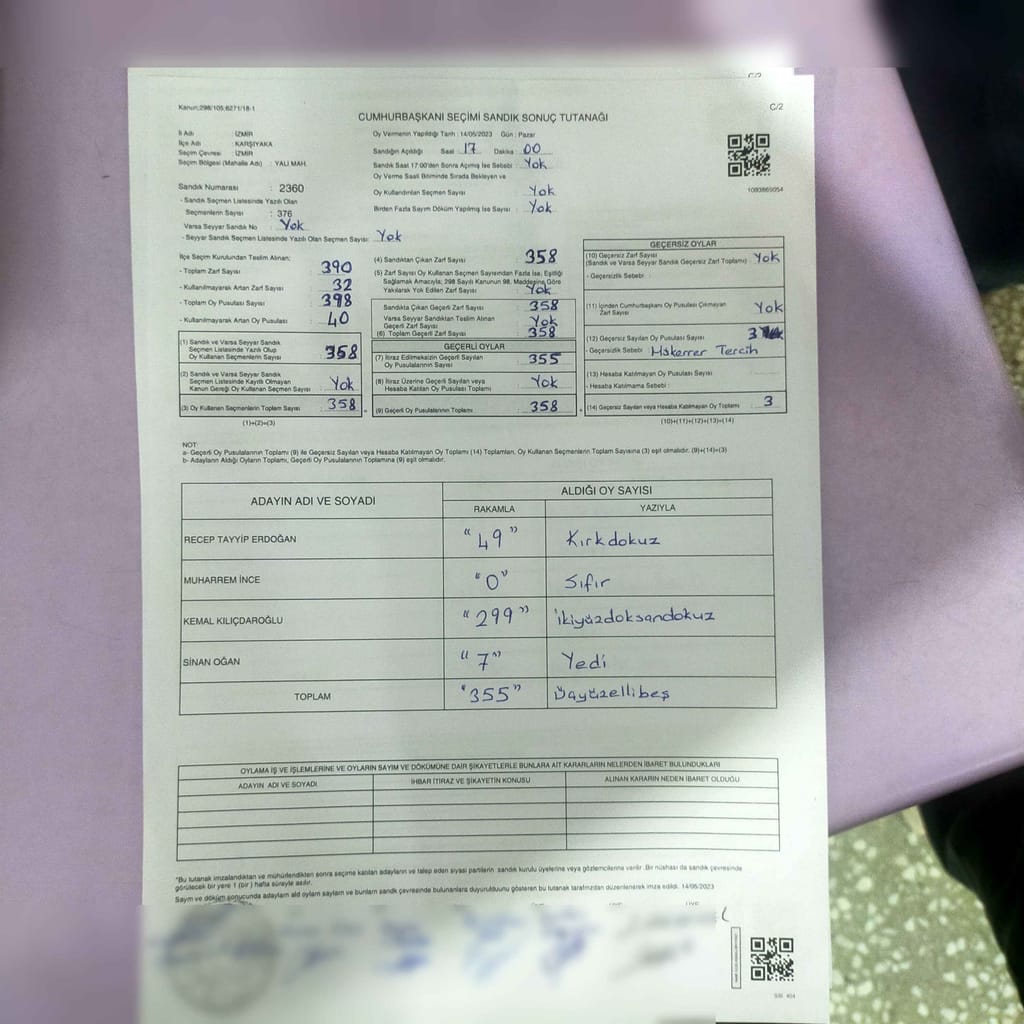 C/2
Kanun:298/105;6271/18-1
C/2
CUMHURBAŞKANI SEÇİMİ SANDIK SONUÇ TUTANAĞI
İl Adı : İZMİR
İlçe Adı : KARŞIYAKA
Seçim Çevresi : İZMİR
Seçim Bölgesi (Mahalle Adı) : YALI MAH.
Sandık Numarası : 2360
- Sandık Seçmen Listesinde Yazılı Olan
Seçmenlerin Sayısı : 376
Varsa Seyyar Sandık No : Yok
- Seyyar Sandık Seçmen Listesinde Yazılı Olan Seçmen Sayısı: Yok
Oy Vermenin Yapıldığı Tarih : 14/05/2023 Gün : Pazar
Sandığın Açıldığı Saat : 17 Dakika : 00
Sandık Saat 17:00'den Sonra Açılmış İse Sebebi : Yok
Oy Verme Saati Bitiminde Sırada Bekleyen ve
Oy Kullandırılan Seçmen Sayısı : Yok
Birden Fazla Sayım Döküm Yapılmış İse Sayısı : Yok
1093869054
İlçe Seçim Kurulundan Teslim Alınan;
- Toplam Zarf Sayısı : 390
- Kullanılmayarak Artan Zarf Sayısı : 32
- Toplam Oy Pusulası Sayısı : 398
- Kullanılmayarak Artan Oy Pusulası : 40
(1) Sandık ve Varsa Seyyar Sandık
Seçmen Listesinde Yazılı Olup
Oy Kullanan Seçmenlerin Sayısı : 358
(2) Sandık ve Varsa Seyyar Sandık
Seçmen Listesinde Kayıtlı Olmayan
Kanun Gereği Oy Kullanan Seçmen Sayısı : Yok
(3) Oy Kullanan Seçmenlerin Toplam Sayısı : 358
(1)+(2)=(3)
(4) Sandıktan Çıkan Zarf Sayısı : 358
(5) Zarf Sayısı Oy Kullanan Seçmen Sayısından Fazla İse, Eşitliği
Sağlamak Amacıyla; 298 Sayılı Kanunun 98. Maddesine Göre
Yakılarak Yok Edilen Zarf Sayısı : Yok
Sandıkta Çıkan Geçerli Zarf Sayısı : 358
Varsa Seyyar Sandıktan Teslim Alınan
Geçerli Zarf Sayısı : Yok
(6) Toplam Geçerli Zarf Sayısı : 358
GEÇERLİ OYLAR
(7) İtiraz Edilmeksizin Geçerli Sayılan
Oy Pusulalarının Sayısı : 355
(8) İtiraz Üzerine Geçerli Sayılan veya
Hesaba Katılan Oy Pusulaları Toplamı : Yok
(9) Geçerli Oy Pusulalarının Toplamı : 358
GEÇERSİZ OYLAR
(10) Geçersiz Zarf Sayısı
(Sandık ve Varsa Seyyar Sandık Geçersiz Zarf Toplamı) : Yok
- Geçersizlik Sebebi :
(11) İçinden Cumhurbaşkanı Oy Pusulası Çıkmayan
Zarf Sayısı : Yok
(12) Geçersiz Sayılan Oy Pusulası Sayısı : 3
- Geçersizlik Sebebi : Mükerrer Tercih
(13) Hesaba Katılmayan Oy Pusulası Sayısı :
- Hesaba Katılmama Sebebi :
(14) Geçersiz Sayılan veya Hesaba Katılmayan Oy Toplamı : 3
(10)+(11)+(12)+(13)=(14)
NOT:
a- Geçerli Oy Pusulalarının Toplamı (9) ile Geçersiz Sayılan veya Hesaba Katılmayan Oy Toplamı (14) Toplamları, Oy Kullanan Seçmenlerin Toplam Sayısına (3) eşit olmalıdır. (9)+(14)=(3)
b- Adayların Aldığı Oyların Toplamı, Geçerli Oy Pusulalarının Toplamına (9) eşit olmalıdır.
ADAYIN ADI VE SOYADI ALDIĞI OY SAYISI
RAKAMLA YAZIYLA
RECEP TAYYİP ERDOĞAN "49" Kırkdokuz
MUHARREM İNCE "0" Sıfır
KEMAL KILIÇDAROĞLU "299" ikiyüzdoksandokuz
SİNAN OĞAN "7" Yedi
TOPLAM "355" Üçyüzellibeş
OYLAMA İŞ VE İŞLEMLERİNE VE OYLARIN SAYIM VE DÖKÜMÜNE DAİR ŞİKAYETLERLE BUNLARA AİT KARARLARIN NELERDEN İBARET BULUNDUKLARI
ADAYIN ADI VE SOYADI İHBAR İTİRAZ VE ŞİKAYETİN KONUSU ALINAN KARARIN NEDEN İBARET OLDUĞU
*Bu tutanak imzalandıktan ve mühürlendikten sonra seçime katılan adayların ve talep eden siyasi partilerin sandık kurulu üyelerine veya gözlemcilerine verilir. Bir nüshası da sandık çevresinde
görülecek bir yere 1 (bir) hafta süreyle asılır.
Sayım ve döküm sonucunda adayların aldığı oyların sayıları ve bunların sandık çevresinde bulunanlara duyurulduğunu gösteren bu tutanak tarafımızdan düzenlenerek imza edildi. 14/05/2023